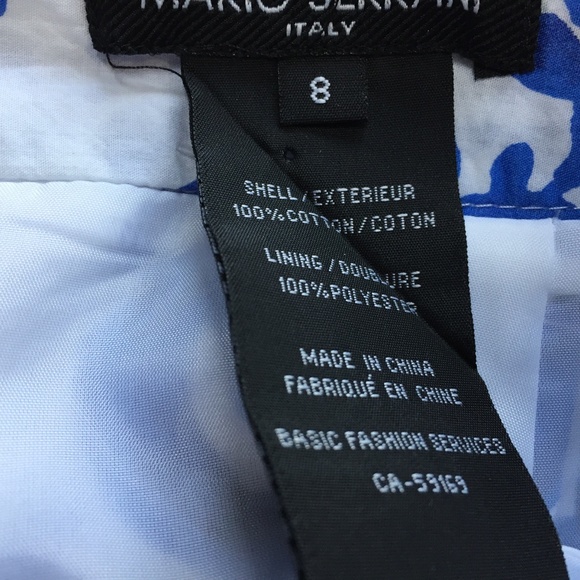 MARIO SERRANI
ITALY
8
SHELL/EXTERIEUR
100%COTTON/COTON
LINING/DOUBLURE
100%POLYESTER
MADE IN CHINA
FABRIQUÉ EN CHINE
BASIC FASHION SERVICES
CA-59169